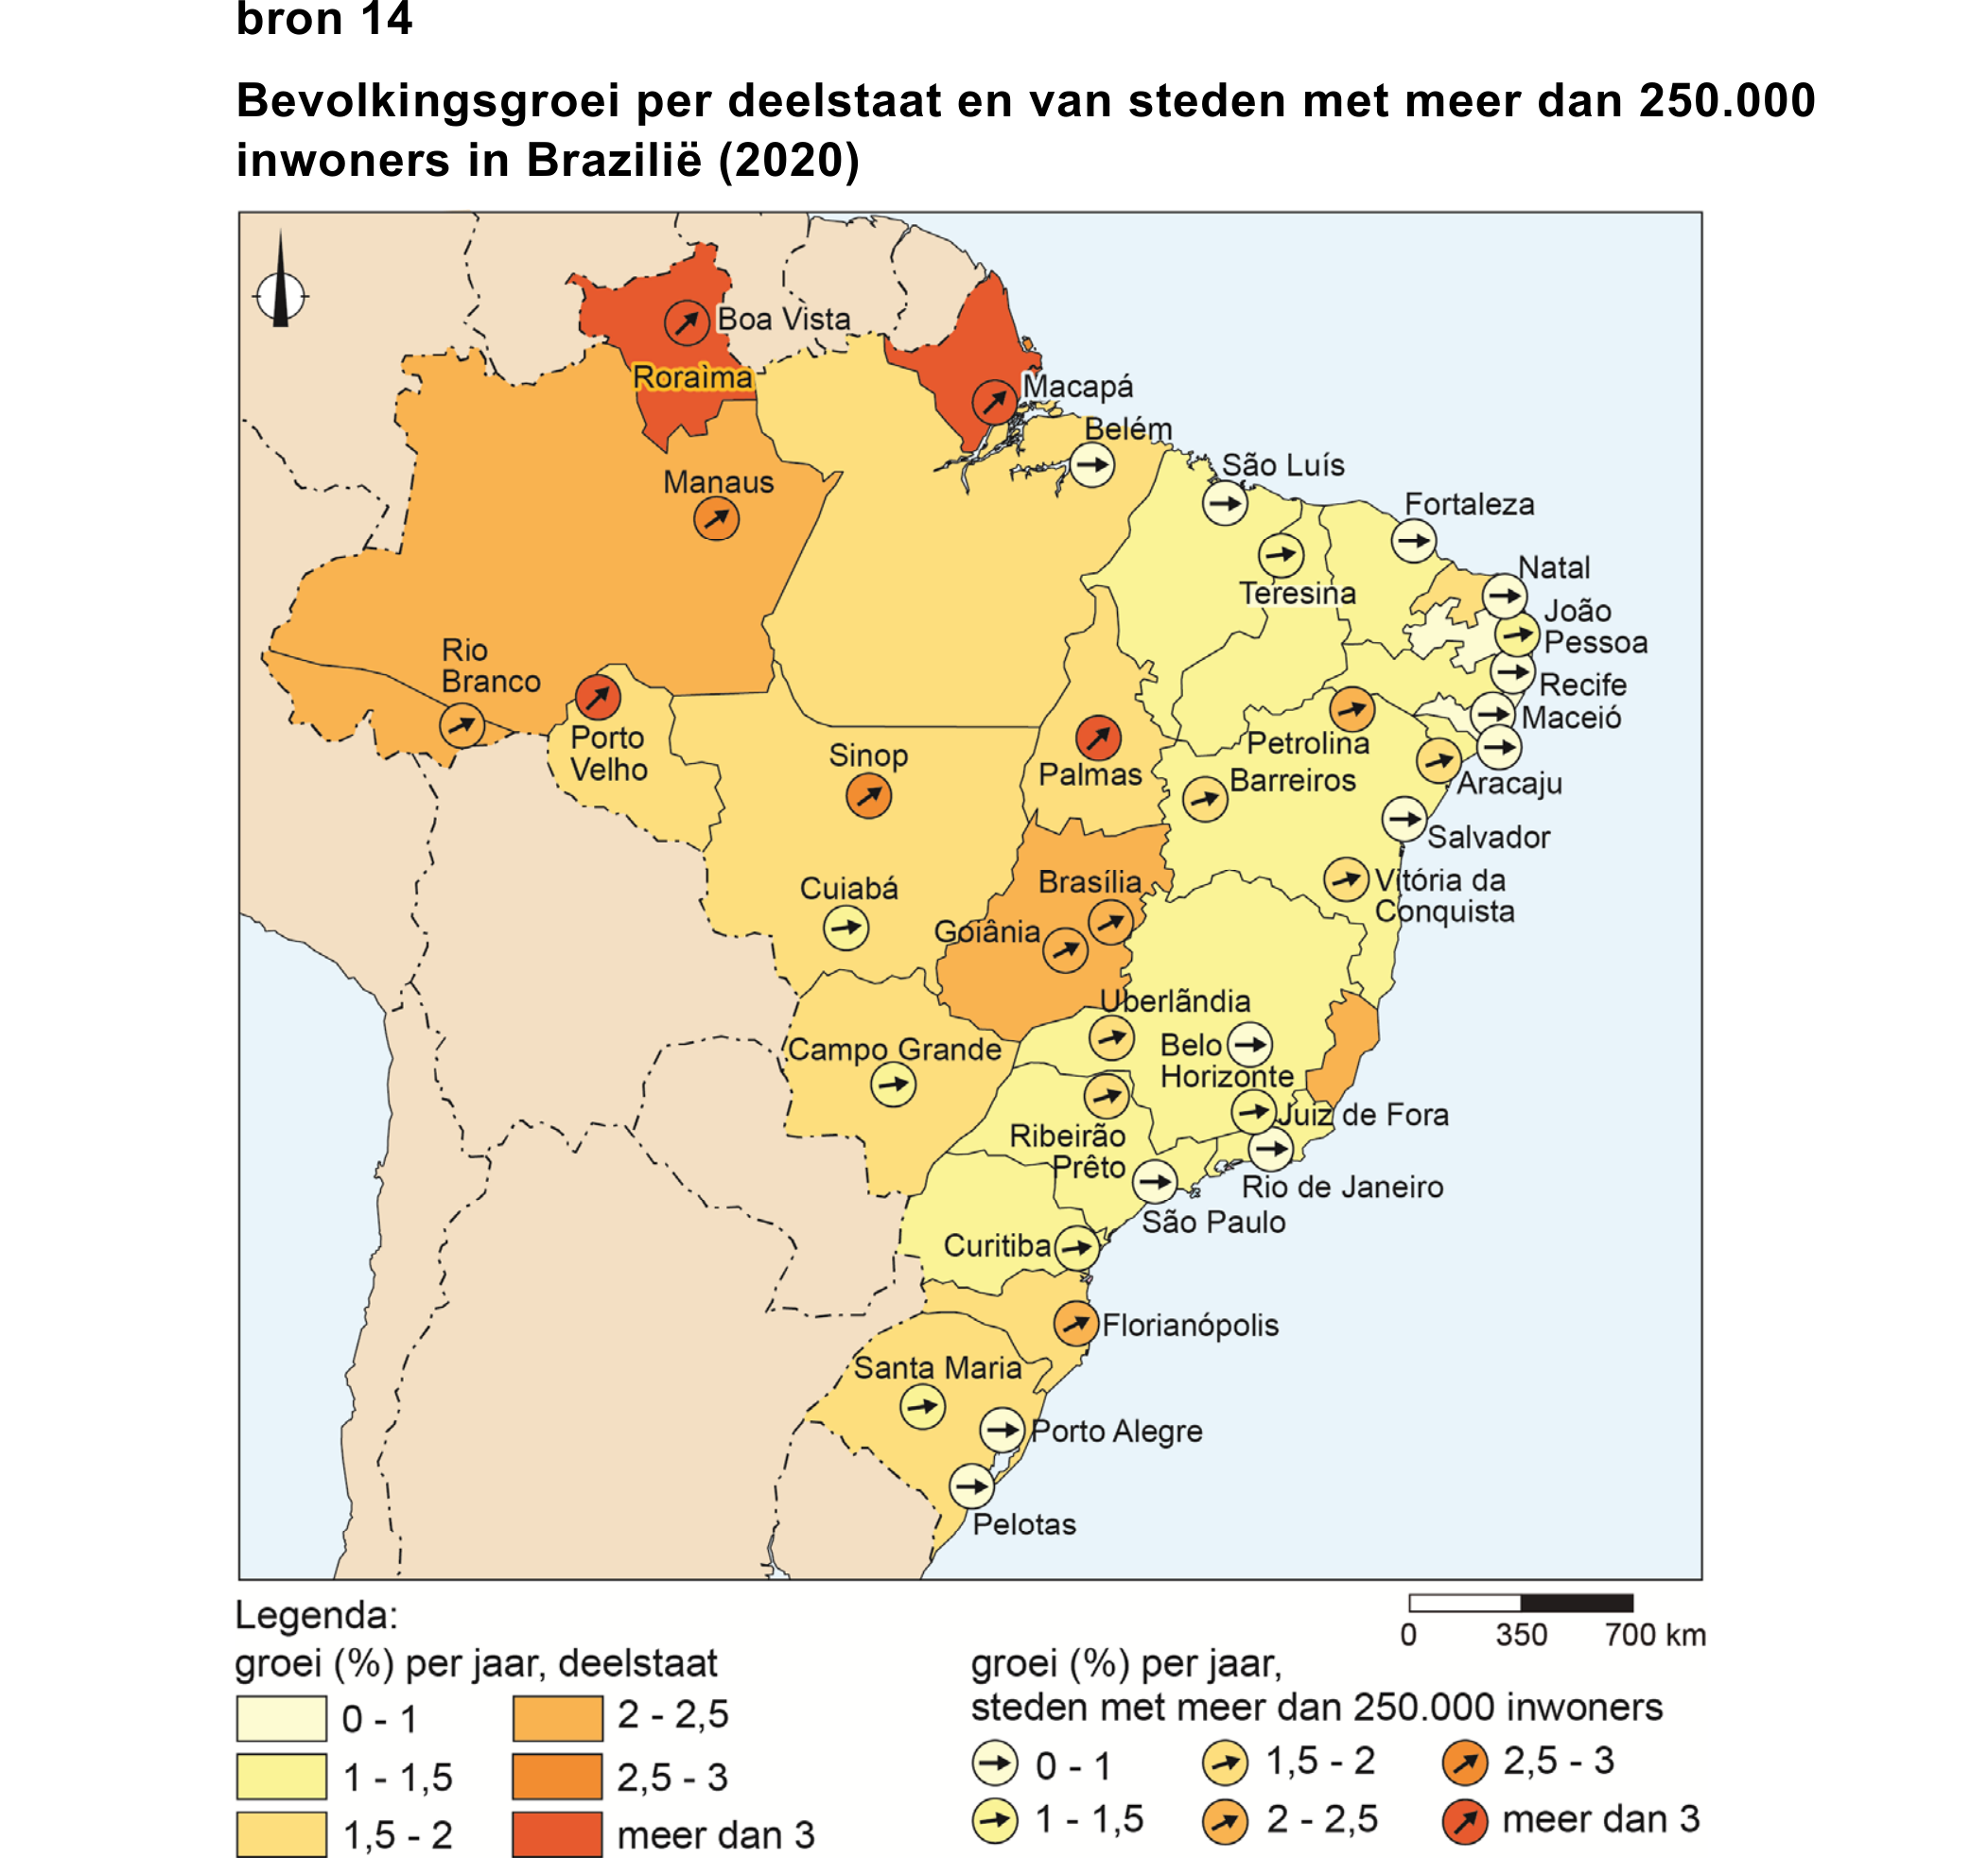 bron 14
Bevolkingsgroei per deelstaat en van steden met meer dan 250.000
inwoners in Brazilië (2020)
Boa Vista
Roraima
Macapá
Belém
São Luís
Manaus
Fortaleza
Natal
Teresina
João
Pessoa
Rio
Branco
Recife
Maceió
Porto
Velho
Sinop
Palmas
Petrolina
Barreiros
Aracaju
Salvador
Cuiabá
Brasília
Vitória da
Conquista
Goiânia
Uberlãndia
Belo
Horizonte
Campo Grande
Juiz de Fora
Ribeirão
Prêto
Rio de Janeiro
São Paulo
Curitiba
Florianópolis
Santa Maria
Porto Alegre
Pelotas
Legenda:
0 350 700 km
groei (%) per jaar, deelstaat
0 - 1
1 - 1,5
1,5 - 2
2 - 2,5
2,5 - 3
meer dan 3
groei (%) per jaar,
steden met meer dan 250.000 inwoners
0 - 1
1 - 1,5
1,5 - 2
2 - 2,5
2,5 - 3
meer dan 3